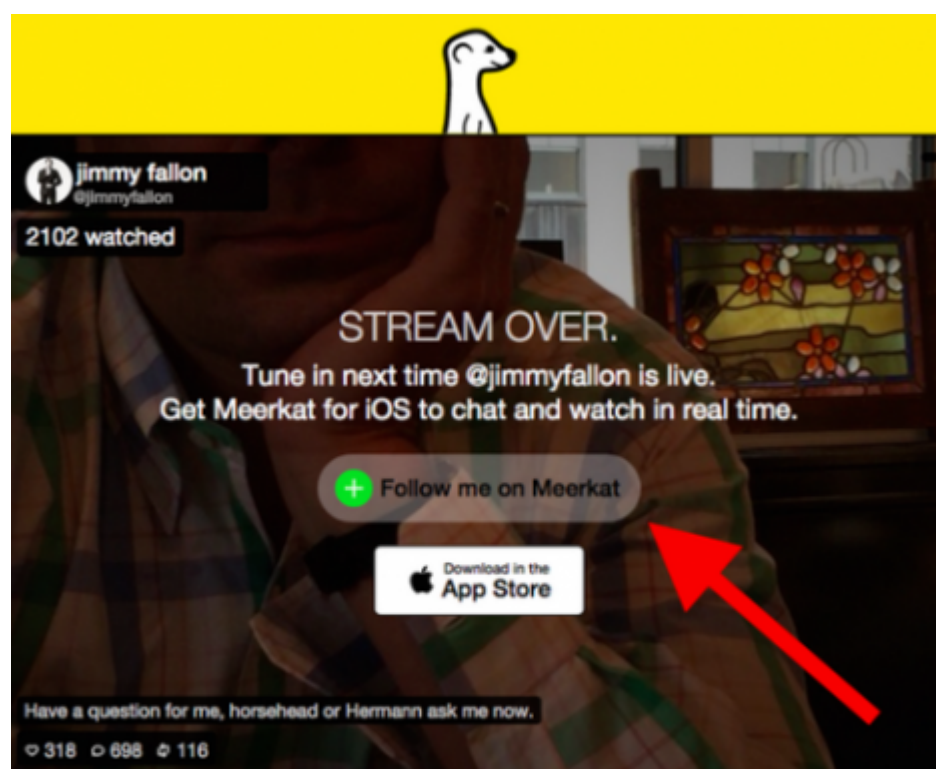 jimmy fallon
@jimmyfallon
2102 watched
STREAM OVER.
Tune in next time @jimmyfallon is live.
Get Meerkat for iOS to chat and watch in real time.
Follow me on Meerkat
Download in the
App Store
Have a question for me, horsehead or Hermann ask me now.
318 698 116